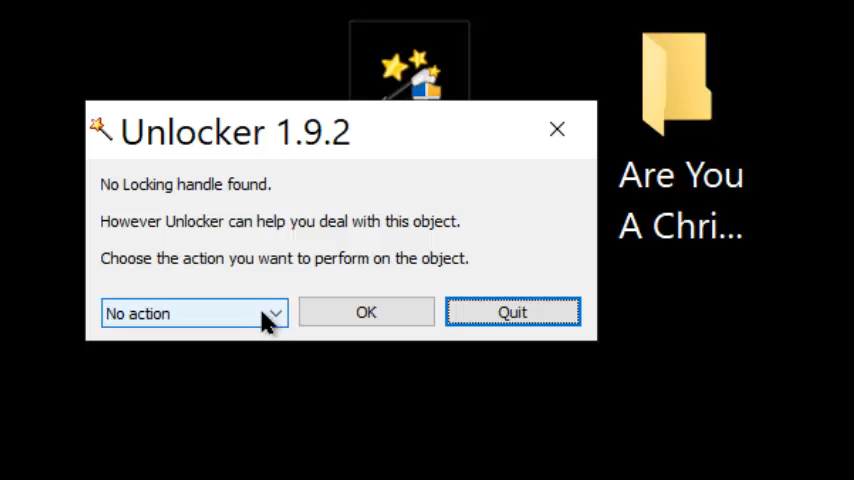 Unlocker 1.9.2
No Locking handle found.
However Unlocker can help you deal with this object.
Choose the action you want to perform on the object.
No action
OK
Quit
Are You
A Chri...